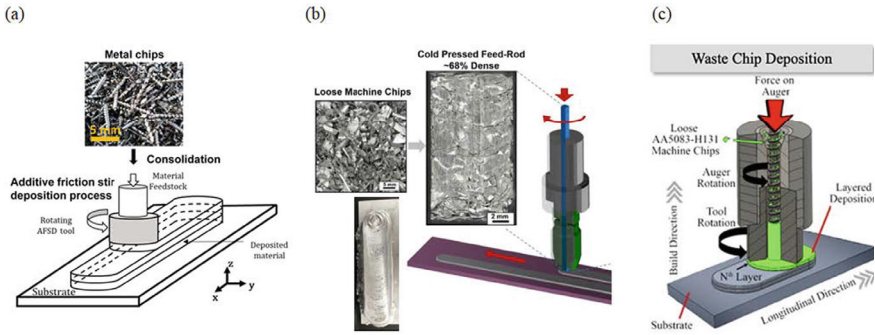 (a)
Metal chips
5 mm
Consolidation
Additive friction stir
deposition process
Material
Feedstock
Rotating
AFSD tool
Deposited
material
Substrate
z
y
x
(b)
Cold Pressed Feed-Rod
~68% Dense
Loose Machine Chips
2 mm
(c)
Waste Chip Deposition
Force on
Auger
Loose
AA5083-H131
Machine Chips
Auger
Rotation
Tool
Rotation
Layered
Deposition
Build Direction
Nth Layer
Substrate
Longitudinal Direction